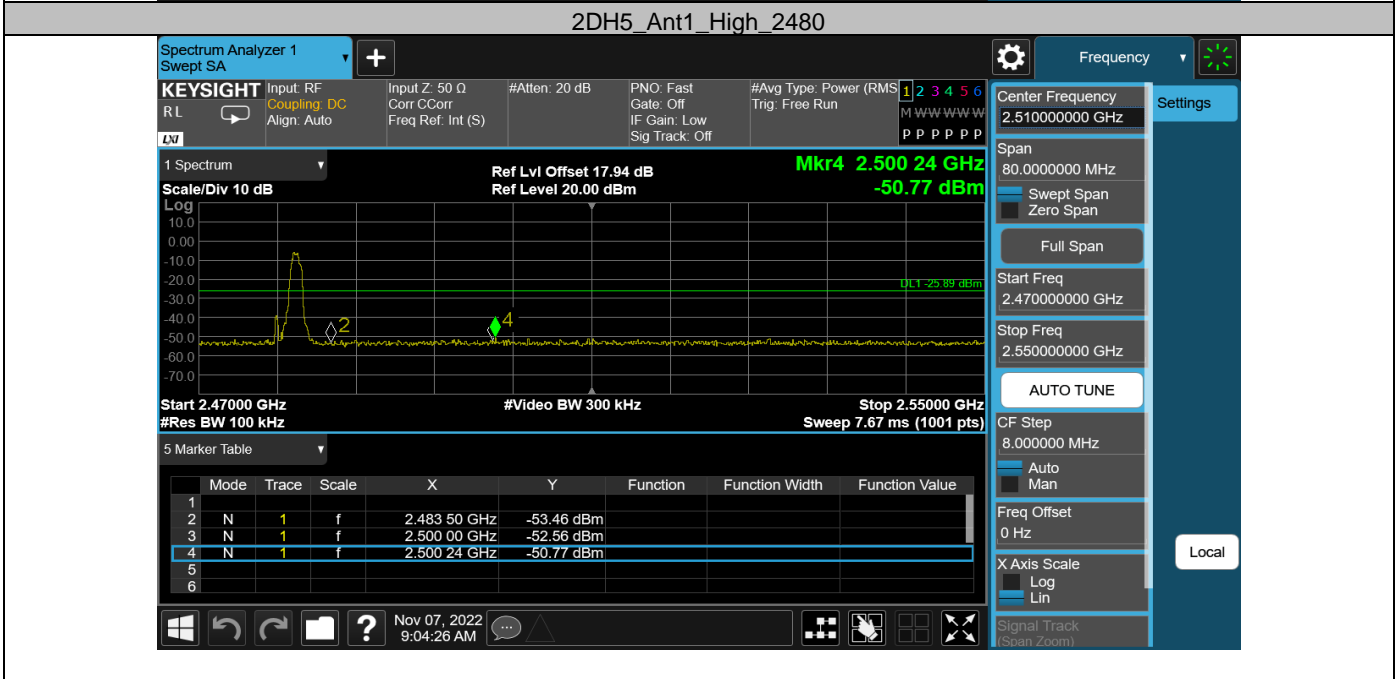 2DH5_Ant1_High_2480
Spectrum Analyzer 1
Swept SA
+
Frequency
KEYSIGHT
RL
LXI
Input: RF
Coupling: DC
Align: Auto
Input Z: 50 Ω
Corr CCorr
Freq Ref: Int (S)
#Atten: 20 dB
PNO: Fast
Gate: Off
IF Gain: Low
Sig Track: Off
#Avg Type: Power (RMS
Trig: Free Run
1 2 3 4 5 6
M W W W W W
P P P P P P
1 Spectrum
Scale/Div 10 dB
Ref Lvl Offset 17.94 dB
Ref Level 20.00 dBm
Mkr4 2.500 24 GHz
-50.77 dBm
Log
10.0
0.00
-10.0
-20.0
-30.0
-40.0
-50.0
-60.0
-70.0
DL1 -25.89 dBm
2
4
Start 2.47000 GHz
#Video BW 300 kHz
Stop 2.55000 GHz
#Res BW 100 kHz
Sweep 7.67 ms (1001 pts)
5 Marker Table
Mode Trace Scale X Y Function Function Width Function Value
1
2 N 1 f 2.483 50 GHz -53.46 dBm
3 N 1 f 2.500 00 GHz -52.56 dBm
4 N 1 f 2.500 24 GHz -50.77 dBm
5
6
?
Nov 07, 2022
9:04:26 AM
Center Frequency
2.510000000 GHz
Settings
Span
80.0000000 MHz
Swept Span
Zero Span
Full Span
Start Freq
2.470000000 GHz
Stop Freq
2.550000000 GHz
AUTO TUNE
CF Step
8.000000 MHz
Auto
Man
Freq Offset
0 Hz
Local
X Axis Scale
Log
Lin
Signal Track
(Span Zoom)